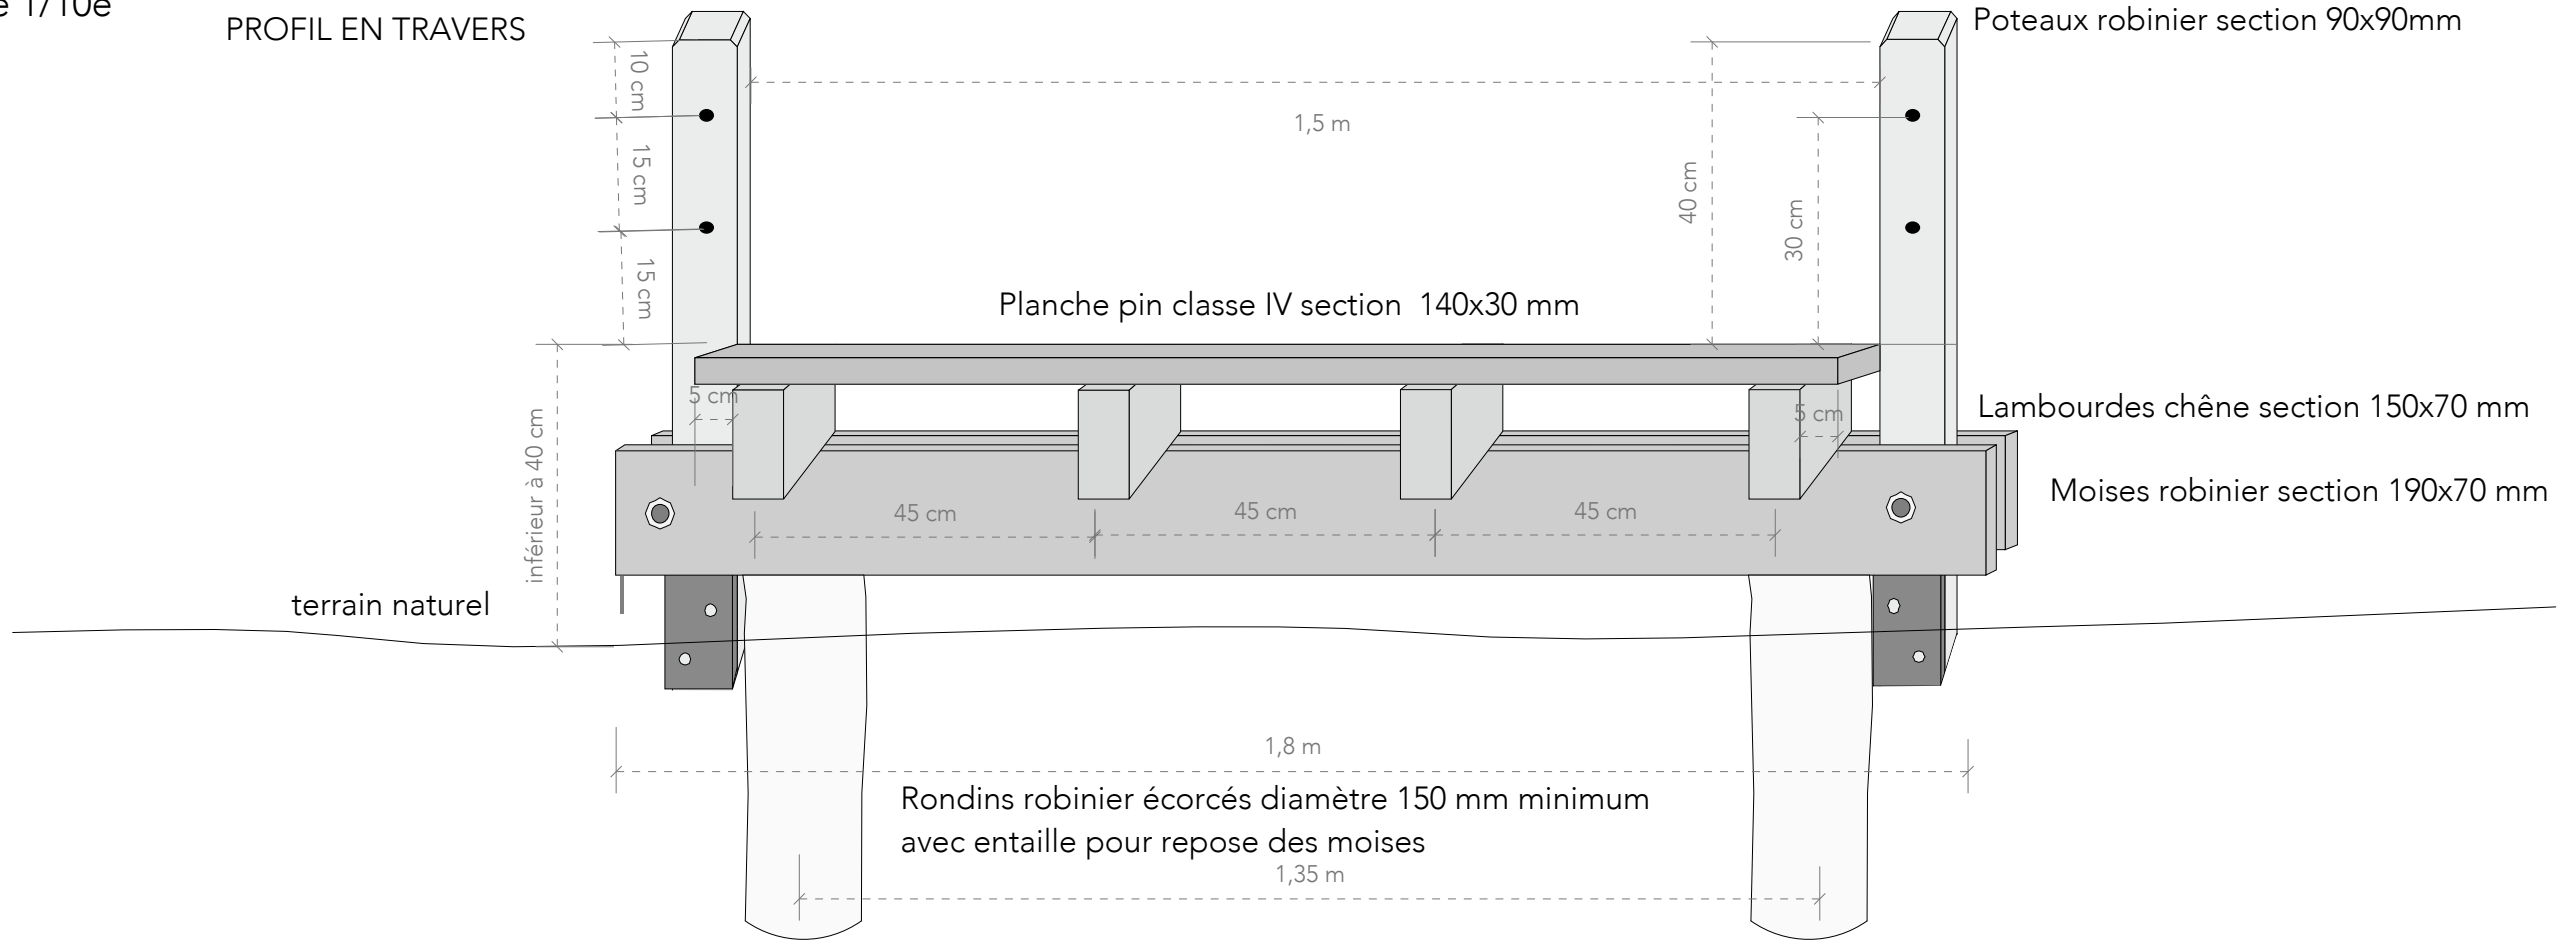 1/10e
PROFIL EN TRAVERS
Poteaux robinier section 90x90mm
10 cm
1,5 m
15 cm
40 cm
30 cm
15 cm
Planche pin classe IV section 140x30 mm
5 cm
5 cm
Lambourdes chêne section 150x70 mm
inférieur à 40 cm
Moises robinier section 190x70 mm
45 cm
45 cm
45 cm
terrain naturel
1,8 m
Rondins robinier écorcés diamètre 150 mm minimum
avec entaille pour repose des moises
1,35 m